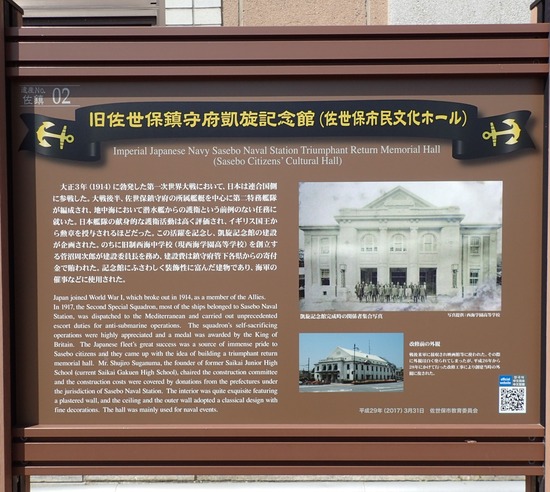 遺産No.
佐鎮 02
旧佐世保鎮守府凱旋記念館(佐世保市民文化ホール)
Imperial Japanese Navy Sasebo Naval Station Triumphant Return Memorial Hall
(Sasebo Citizens' Cultural Hall)
大正3年(1914)に勃発した第一次世界大戦において、日本は連合国側
に参戦した。大戦後半、佐世保鎮守府の所属艦艇を中心に第二特務艦隊
が編成され、地中海において潜水艦からの護衛という前例のない任務に
就いた。日本艦隊の献身的な護衛活動は高く評価され、イギリス国王か
ら勲章を授与されるほどだった。この活躍を記念し、凱旋記念館の建設
が企画された。のちに旧制西海中学校(現西海学園高等学校)を創立す
る菅沼周次郎が建設委員長を務め、建設費は鎮守府管下各県からの寄付
金で賄われた。記念館にふさわしく装飾性に富んだ建物であり、海軍の
催事などに使用された。
Japan joined World War I, which broke out in 1914, as a member of the Allies.
In 1917, the Second Special Squadron, most of the ships belonged to Sasebo Naval
Station, was dispatched to the Mediterranean and carried out unprecedented
escort duties for anti-submarine operations. The squadron's self-sacrificing
operations were highly appreciated and a medal was awarded by the King of
Britain. The Japanese fleet's great success was a source of immense pride to
Sasebo citizens and they came up with the idea of building a triumphant return
memorial hall. Mr. Shujiro Suganuma, the founder of former Saikai Junior High
School (current Saikai Gakuen High School), chaired the construction committee
and the construction costs were covered by donations from the prefectures under
the jurisdiction of Sasebo Naval Station. The interior was quite exquisite featuring
a plastered wall, and the ceiling and the outer wall adopted a classical design with
fine decorations. The hall was mainly used for naval events.
凱旋記念館完成時の関係者集合写真
写真提供:西海学園高等学校
改修前の外観
平成29年(2017)3月31日 佐世保市教育委員会